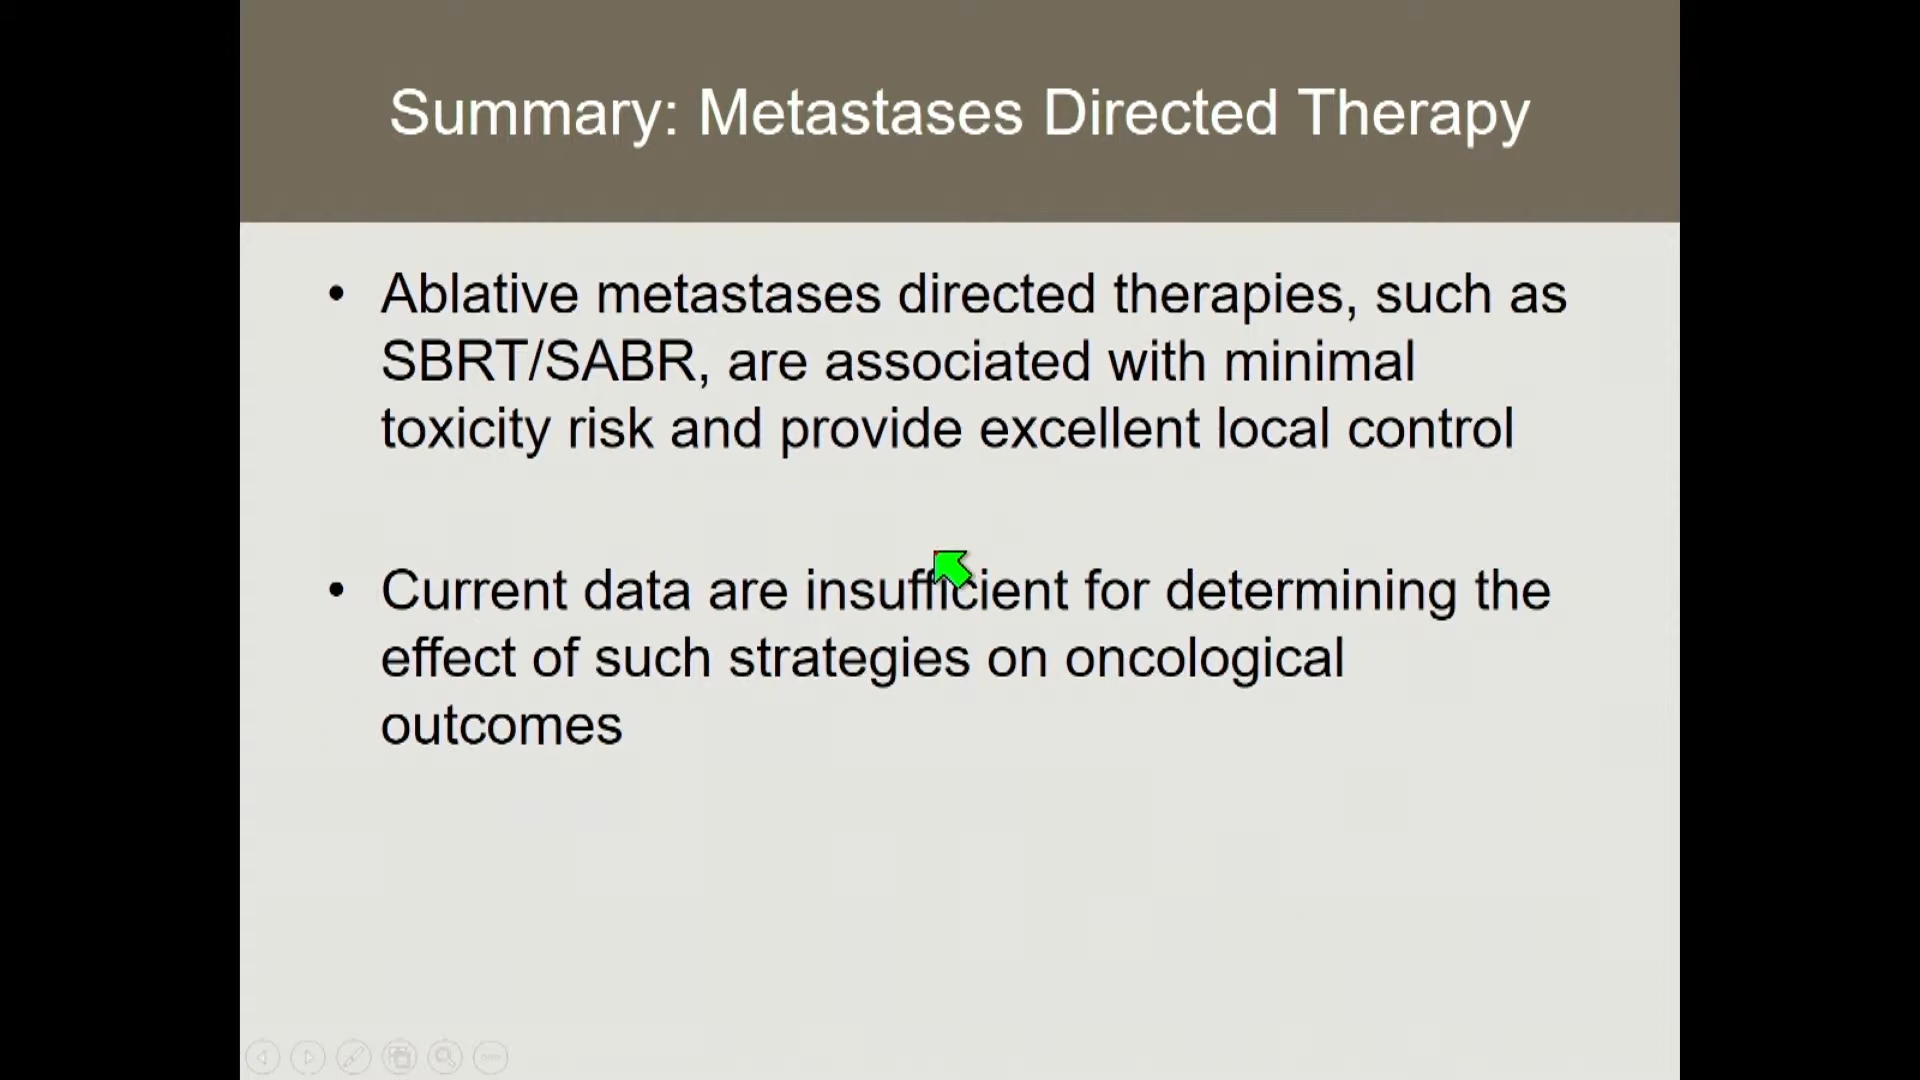 Summary: Metastases Directed Therapy
• Ablative metastases directed therapies, such as
SBRT/SABR, are associated with minimal
toxicity risk and provide excellent local control
• Current data are insufficient for determining the
effect of such strategies on oncological
outcomes